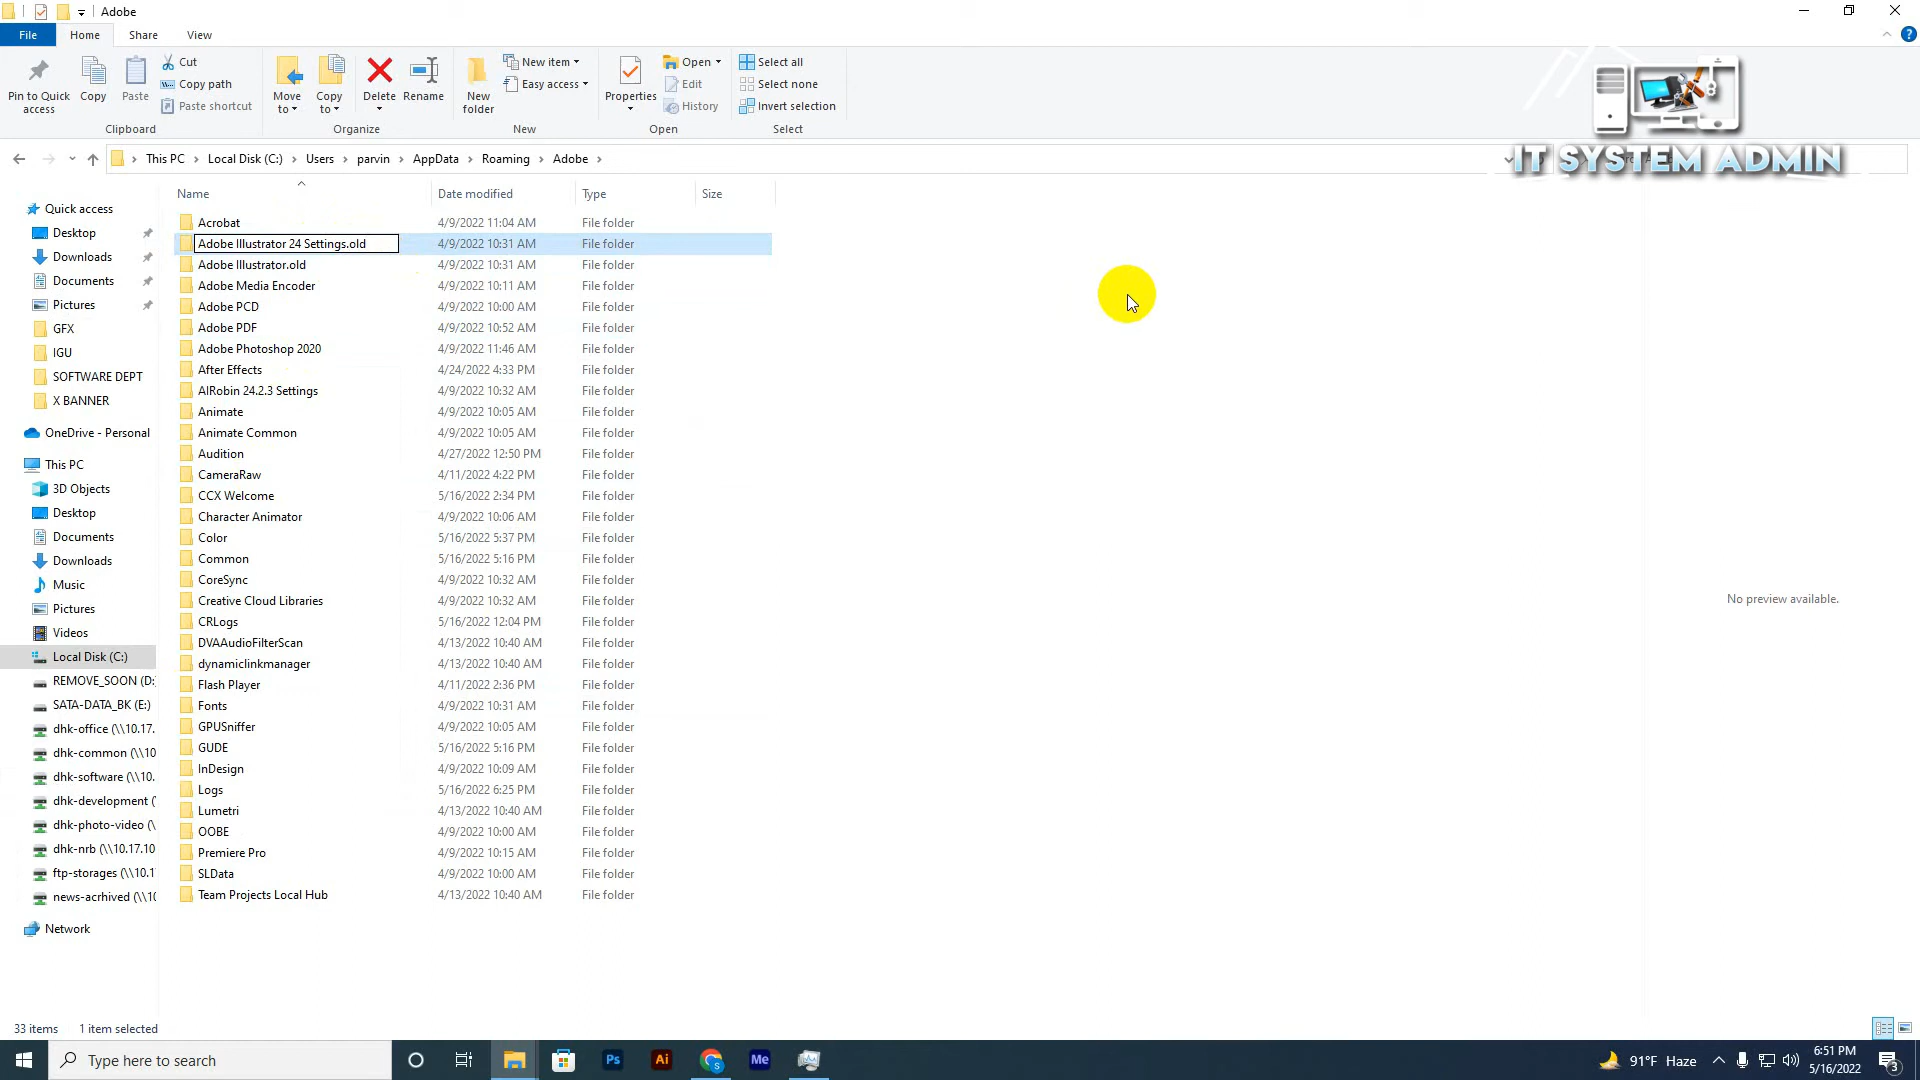 Adobe
File Home Share View
Pin to Quick access
Copy
Paste
Cut
Copy path
Paste shortcut
Clipboard
Move to
Copy to
Delete
Rename
Organize
New folder
New item
Easy access
New
Properties
Open
Edit
History
Open
Select all
Select none
Invert selection
Select
IT SYSTEM ADMIN
This PC > Local Disk (C:) > Users > parvin > AppData > Roaming > Adobe >
Name Date modified Type Size
Quick access
Desktop
Downloads
Documents
Pictures
GFX
IGU
SOFTWARE DEPT
X BANNER
OneDrive - Personal
This PC
3D Objects
Desktop
Documents
Downloads
Music
Pictures
Videos
Local Disk (C:)
REMOVE_SOON (D:
SATA-DATA_BK (E:)
dhk-office (\\10.17.
dhk-common (\\10
dhk-software (\\10.
dhk-development (
dhk-photo-video (\
dhk-nrb (\\10.17.10
ftp-storages (\\10.1
news-acrhived (\\10
Network
Acrobat 4/9/2022 11:04 AM File folder
Adobe Illustrator 24 Settings.old 4/9/2022 10:31 AM File folder
Adobe Illustrator.old 4/9/2022 10:31 AM File folder
Adobe Media Encoder 4/9/2022 10:11 AM File folder
Adobe PCD 4/9/2022 10:00 AM File folder
Adobe PDF 4/9/2022 10:52 AM File folder
Adobe Photoshop 2020 4/9/2022 11:46 AM File folder
After Effects 4/24/2022 4:33 PM File folder
AIRobin 24.2.3 Settings 4/9/2022 10:32 AM File folder
Animate 4/9/2022 10:05 AM File folder
Animate Common 4/9/2022 10:05 AM File folder
Audition 4/27/2022 12:50 PM File folder
CameraRaw 4/11/2022 4:22 PM File folder
CCX Welcome 5/16/2022 2:34 PM File folder
Character Animator 4/9/2022 10:06 AM File folder
Color 5/16/2022 5:37 PM File folder
Common 5/16/2022 5:16 PM File folder
CoreSync 4/9/2022 10:32 AM File folder
Creative Cloud Libraries 4/9/2022 10:32 AM File folder
CRLogs 5/16/2022 12:04 PM File folder
DVAAudioFilterScan 4/13/2022 10:40 AM File folder
dynamiclinkmanager 4/13/2022 10:40 AM File folder
Flash Player 4/11/2022 2:36 PM File folder
Fonts 4/9/2022 10:31 AM File folder
GPUSniffer 4/9/2022 10:05 AM File folder
GUDE 5/16/2022 5:16 PM File folder
InDesign 4/9/2022 10:09 AM File folder
Logs 5/16/2022 6:25 PM File folder
Lumetri 4/13/2022 10:40 AM File folder
OOBE 4/9/2022 10:00 AM File folder
Premiere Pro 4/9/2022 10:15 AM File folder
SLData 4/9/2022 10:00 AM File folder
Team Projects Local Hub 4/13/2022 10:40 AM File folder
No preview available.
33 items 1 item selected
Type here to search
Ps Ai S Me
91°F Haze
6:51 PM
5/16/2022
3